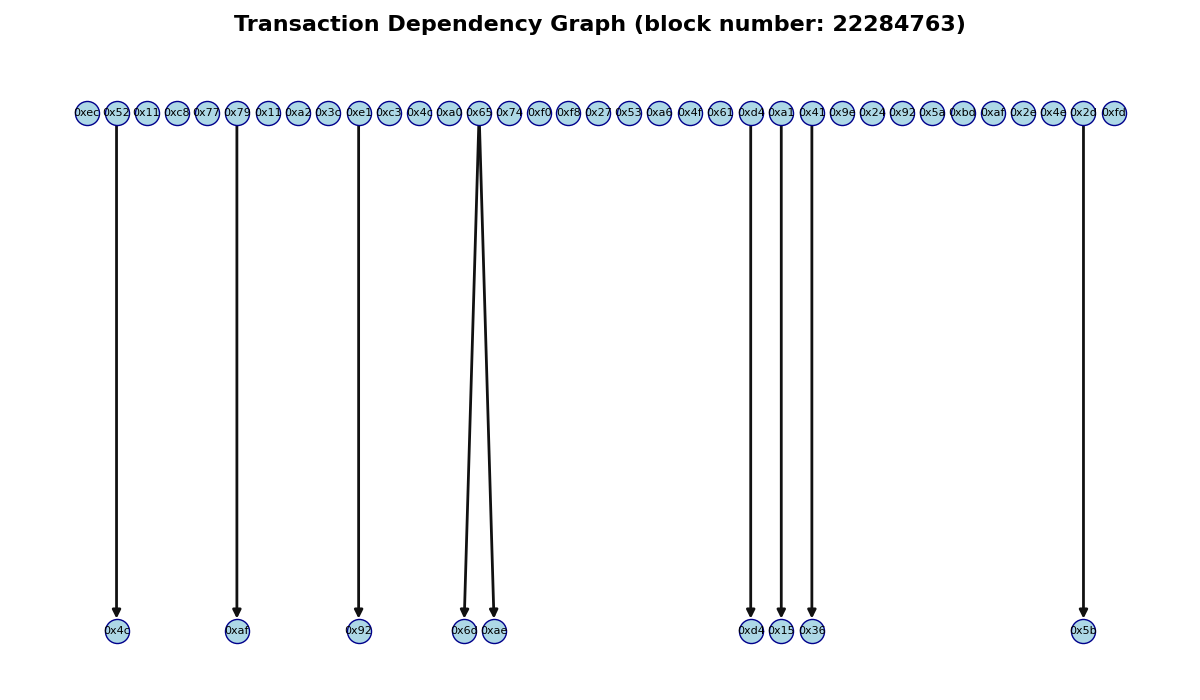 Transaction Dependency Graph (block number: 22284763)
0xec 0x52 0x11 0xc8 0x77 0x79 0x11 0xa2 0x3c 0xe1 0xc3 0x4c 0xa0 0x65 0x74 0xf0 0xf8 0x27 0x53 0xa6 0x4f 0x61 0xd4 0xa1 0x41 0x9e 0x24 0x92 0x5a 0xbd 0xaf 0x2e 0x4e 0x2d 0xfd
0x4c 0xaf 0x92 0x6d 0xae 0xd4 0x15 0x36 0x5b